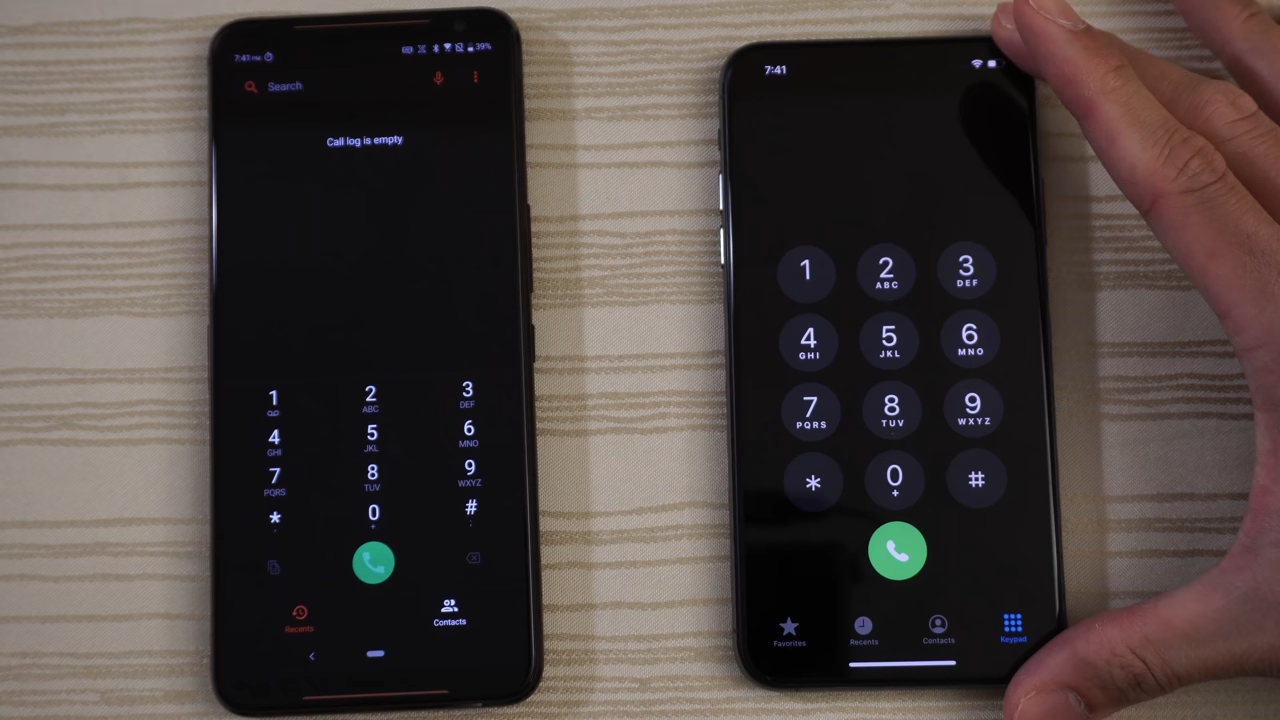 7:41 PM
39%
Search
Call log is empty
1 2 3
ABC DEF
4 5 6
GHI JKL MNO
7 8 9
PQRS TUV WXYZ
* 0 #
+ ;
Recents
Contacts
7:41
1 2 3
ABC DEF
4 5 6
GHI JKL MNO
7 8 9
PQRS TUV WXYZ
* 0 #
+
Favorites Recents Contacts Keypad